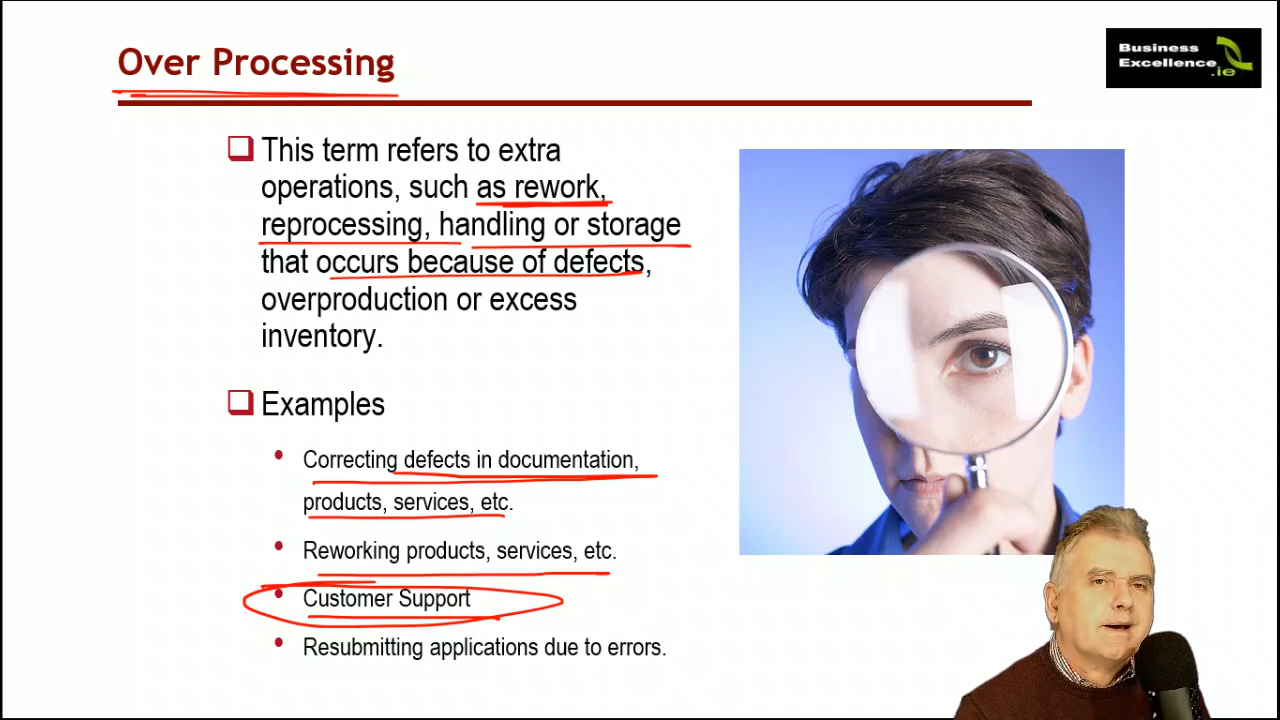 Over Processing
Business
Excellence
.ie
This term refers to extra
operations, such as rework,
reprocessing, handling or storage
that occurs because of defects,
overproduction or excess
inventory.
Examples
Correcting defects in documentation,
products, services, etc.
Reworking products, services, etc.
Customer Support
Resubmitting applications due to errors.